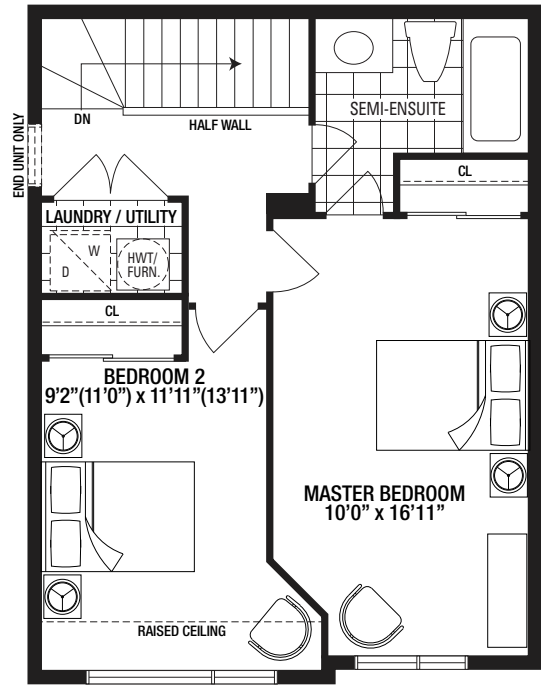 SEMI-ENSUITE
DN
HALF WALL
END UNIT ONLY
CL
LAUNDRY / UTILITY
W
D
HWT/
FURN.
CL
BEDROOM 2
9'2”(11'0”) x 11'11”(13'11”)
MASTER BEDROOM
10'0” x 16'11”
RAISED CEILING